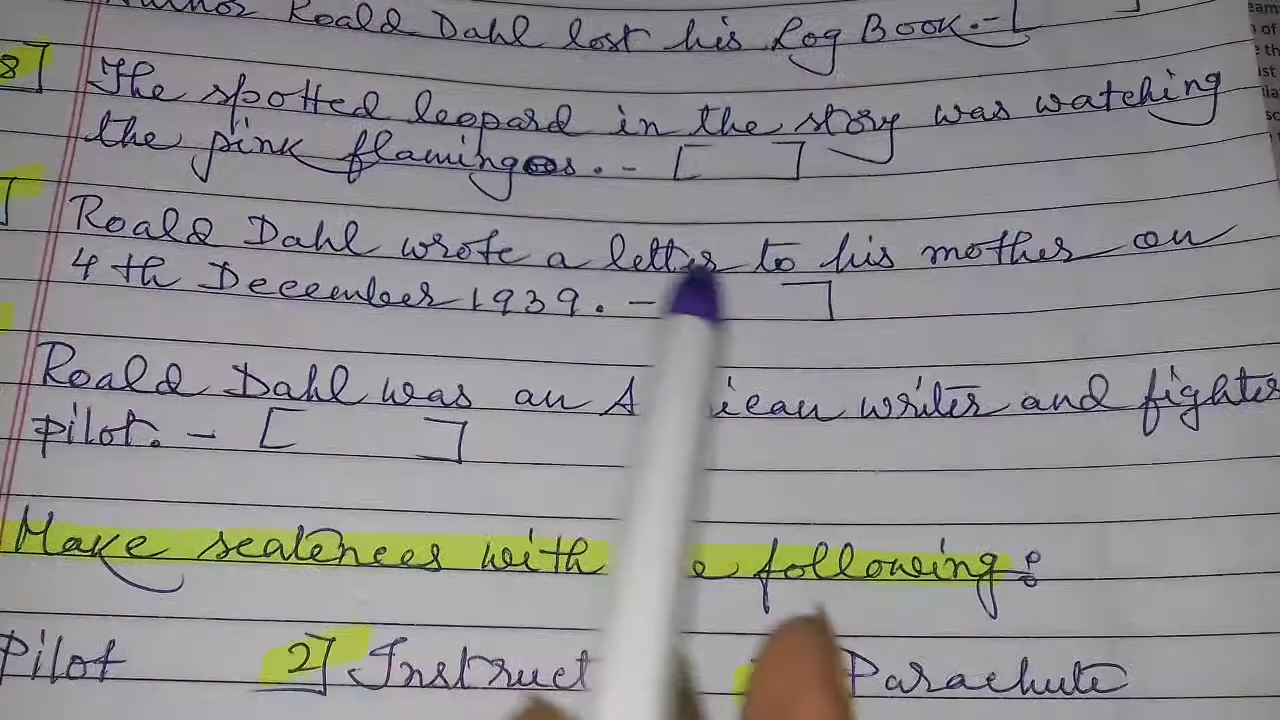 Author Roald Dahl lost his Log Book. - [ ]
8] The spotted leopard in the story was watching
the pink flamingoes. - [ ]
] Roald Dahl wrote a letter to his mother on
4th December 1939. - ]
Roald Dahl was an A ican writer and fighter
pilot. - [ ]
Make sentences with e following :
Pilot 2] Instruct Parachute